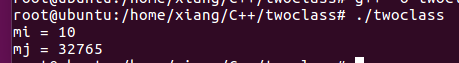 root@ubuntu:/home/xiang/C++/twoclass# ./twoclass
mi = 10
mj = 32765